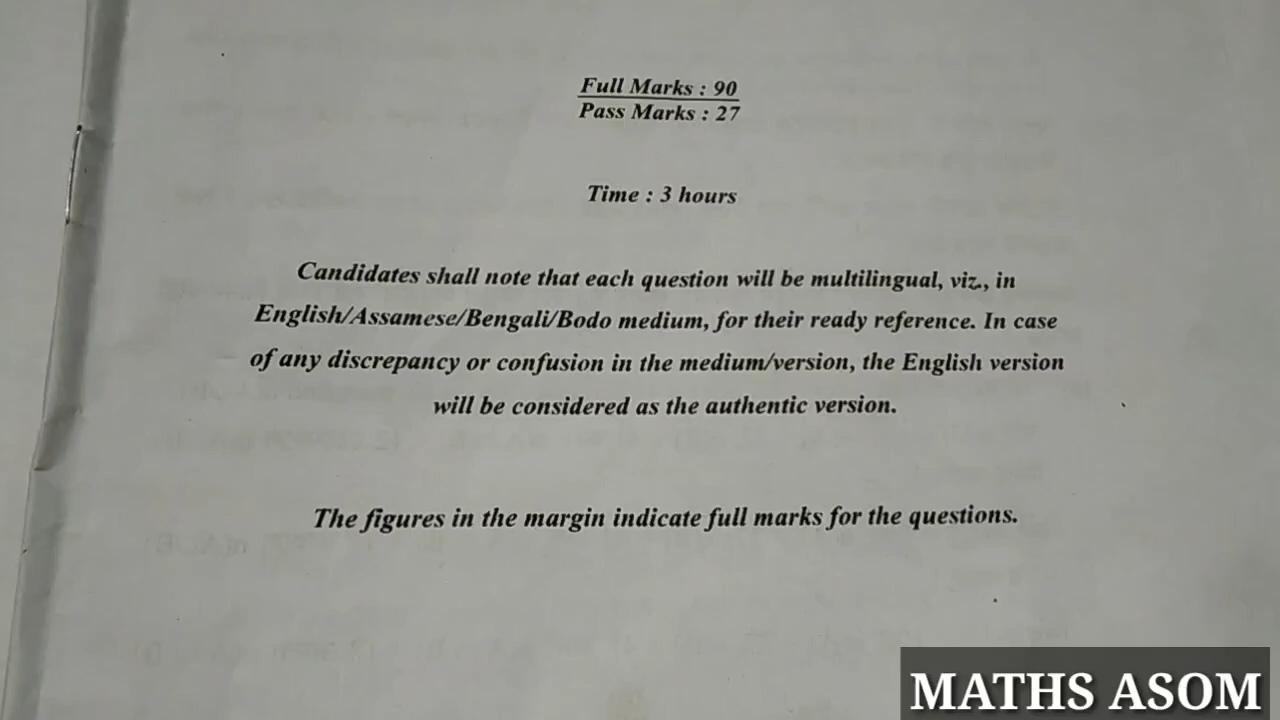 Full Marks : 90
Pass Marks : 27
Time : 3 hours
Candidates shall note that each question will be multilingual, viz., in
English/Assamese/Bengali/Bodo medium, for their ready reference. In case
of any discrepancy or confusion in the medium/version, the English version
will be considered as the authentic version.
The figures in the margin indicate full marks for the questions.
MATHS ASOM